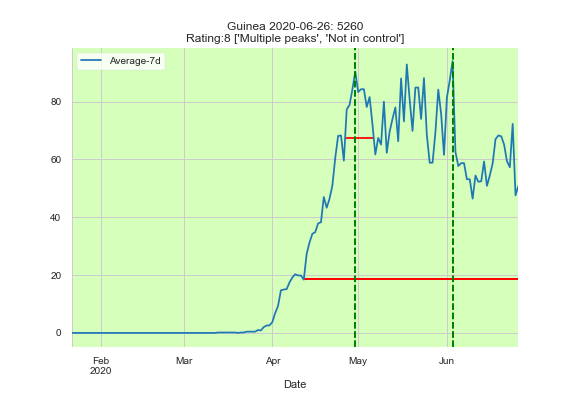 Guinea 2020-06-26: 5260
Rating:8 ['Multiple peaks', 'Not in control']
Average-7d
80
60
40
20
0
Feb Mar Apr May Jun
2020
Date